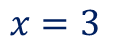 x = 3